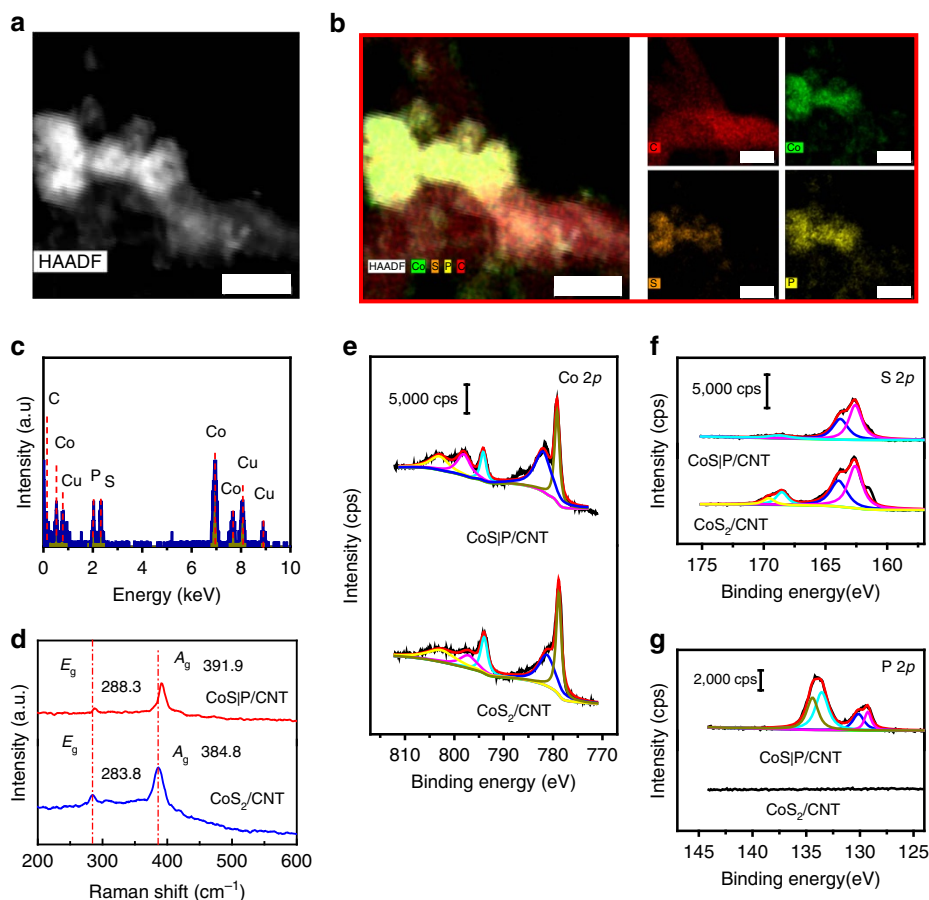 a
HAADF
b
HAADF Co S P C
C
Co
S
P
c
Intensity (a.u)
C
Co
Cu
P S
Co
Co
Cu
Cu
0 2 4 6 8 10
Energy (keV)
d
Intensity (a.u.)
Eg
288.3
Ag 391.9
CoS|P/CNT
Eg
283.8
Ag 384.8
CoS2/CNT
200 300 400 500 600
Raman shift (cm−1)
e
Intensity (cps)
Co 2p
5,000 cps
CoS|P/CNT
CoS2/CNT
810 800 790 780 770
Binding energy (eV)
f
Intensity (cps)
S 2p
5,000 cps
CoS|P/CNT
CoS2/CNT
175 170 165 160
Binding energy(eV)
g
Intensity (cps)
P 2p
2,000 cps
CoS|P/CNT
CoS2/CNT
145 140 135 130 125
Binding energy(eV)